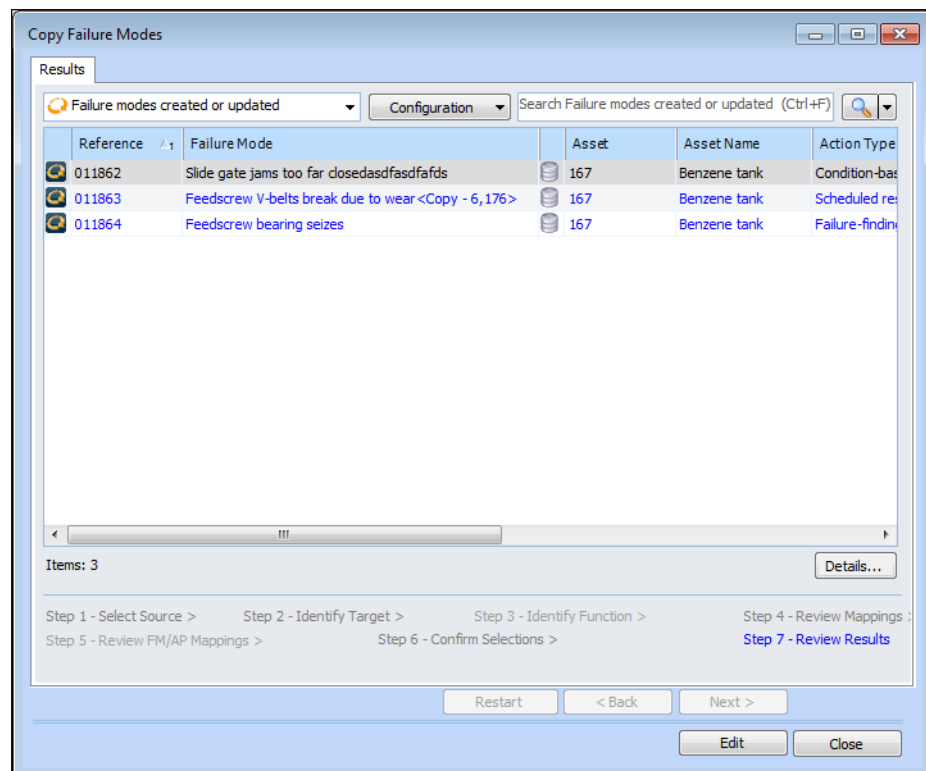 Copy Failure Modes
Results
Failure modes created or updated Configuration Search Failure modes created or updated (Ctrl+F)
Reference 1 Failure Mode Asset Asset Name Action Type
011862 Slide gate jams too far closedasdfasdfafds 167 Benzene tank Condition-bas
011863 Feedscrew V-belts break due to wear<Copy - 6,176> 167 Benzene tank Scheduled res
011864 Feedscrew bearing seizes 167 Benzene tank Failure-finding
Items: 3 Details...
Step 1 - Select Source > Step 2 - Identify Target > Step 3 - Identify Function > Step 4 - Review Mappings >
Step 5 - Review FM/AP Mappings > Step 6 - Confirm Selections > Step 7 - Review Results
Restart < Back Next >
Edit Close